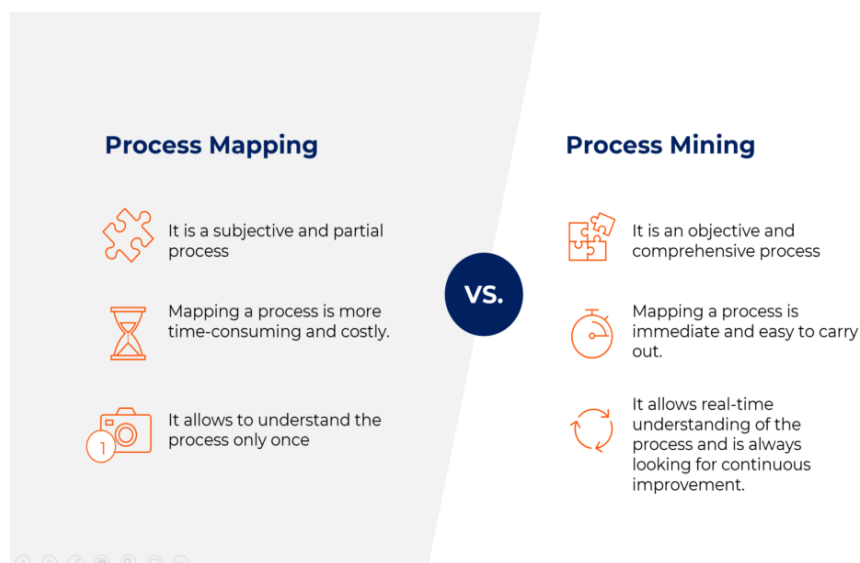 Process Mapping
It is a subjective and partial
process
Mapping a process is more
time-consuming and costly.
1
It allows to understand the
process only once
VS.
Process Mining
It is an objective and
comprehensive process
Mapping a process is
immediate and easy to carry
out.
It allows real-time
understanding of the
process and is always
looking for continuous
improvement.